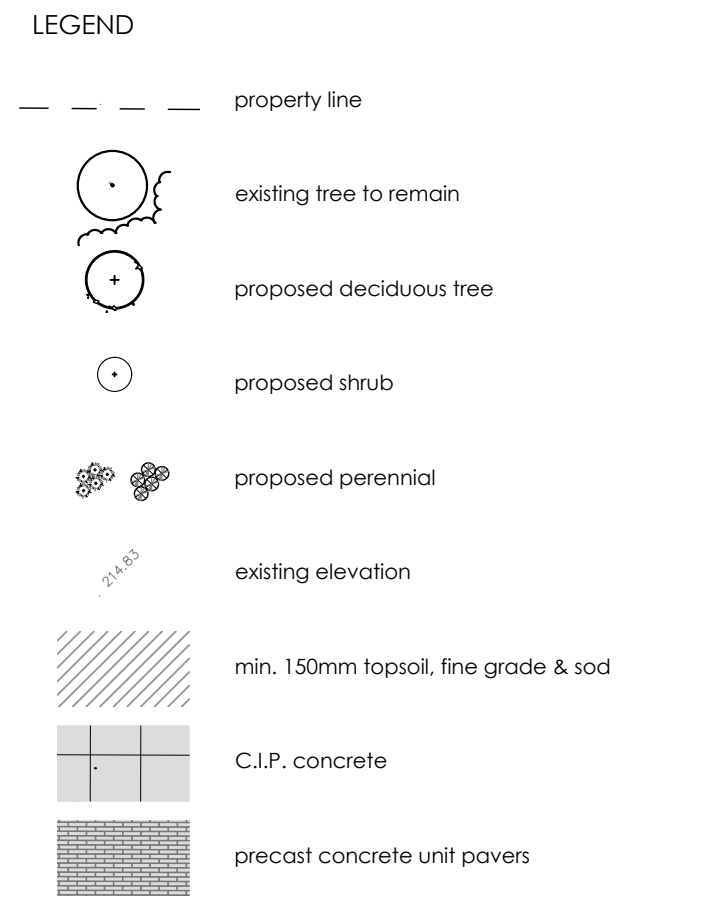 LEGEND
property line
existing tree to remain
proposed deciduous tree
proposed shrub
proposed perennial
214.83
existing elevation
min. 150mm topsoil, fine grade & sod
C.I.P. concrete
precast concrete unit pavers